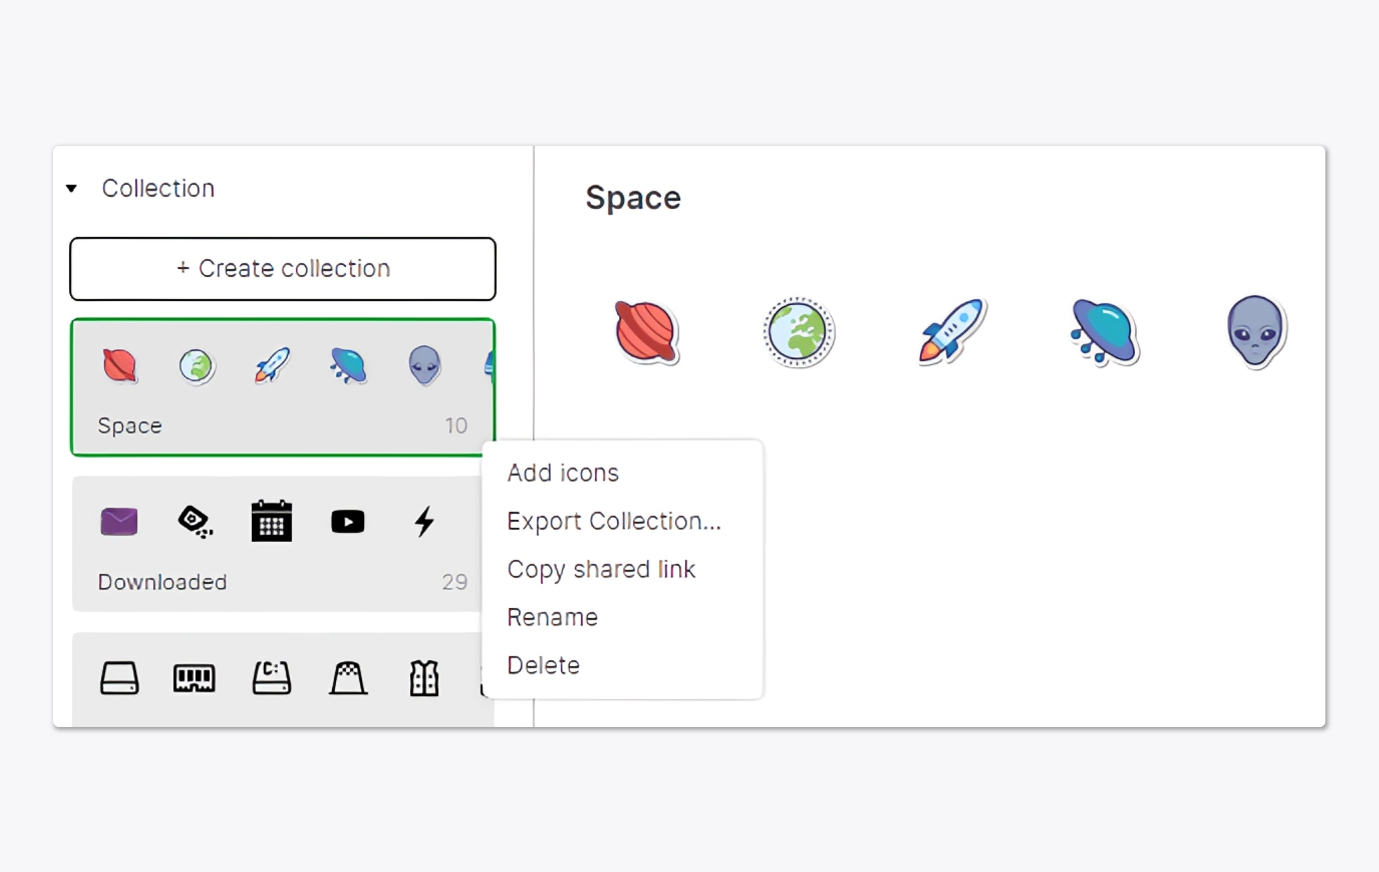 Collection
+ Create collection
Space
10
Downloaded
29
C:
Space
Add icons
Export Collection...
Copy shared link
Rename
Delete